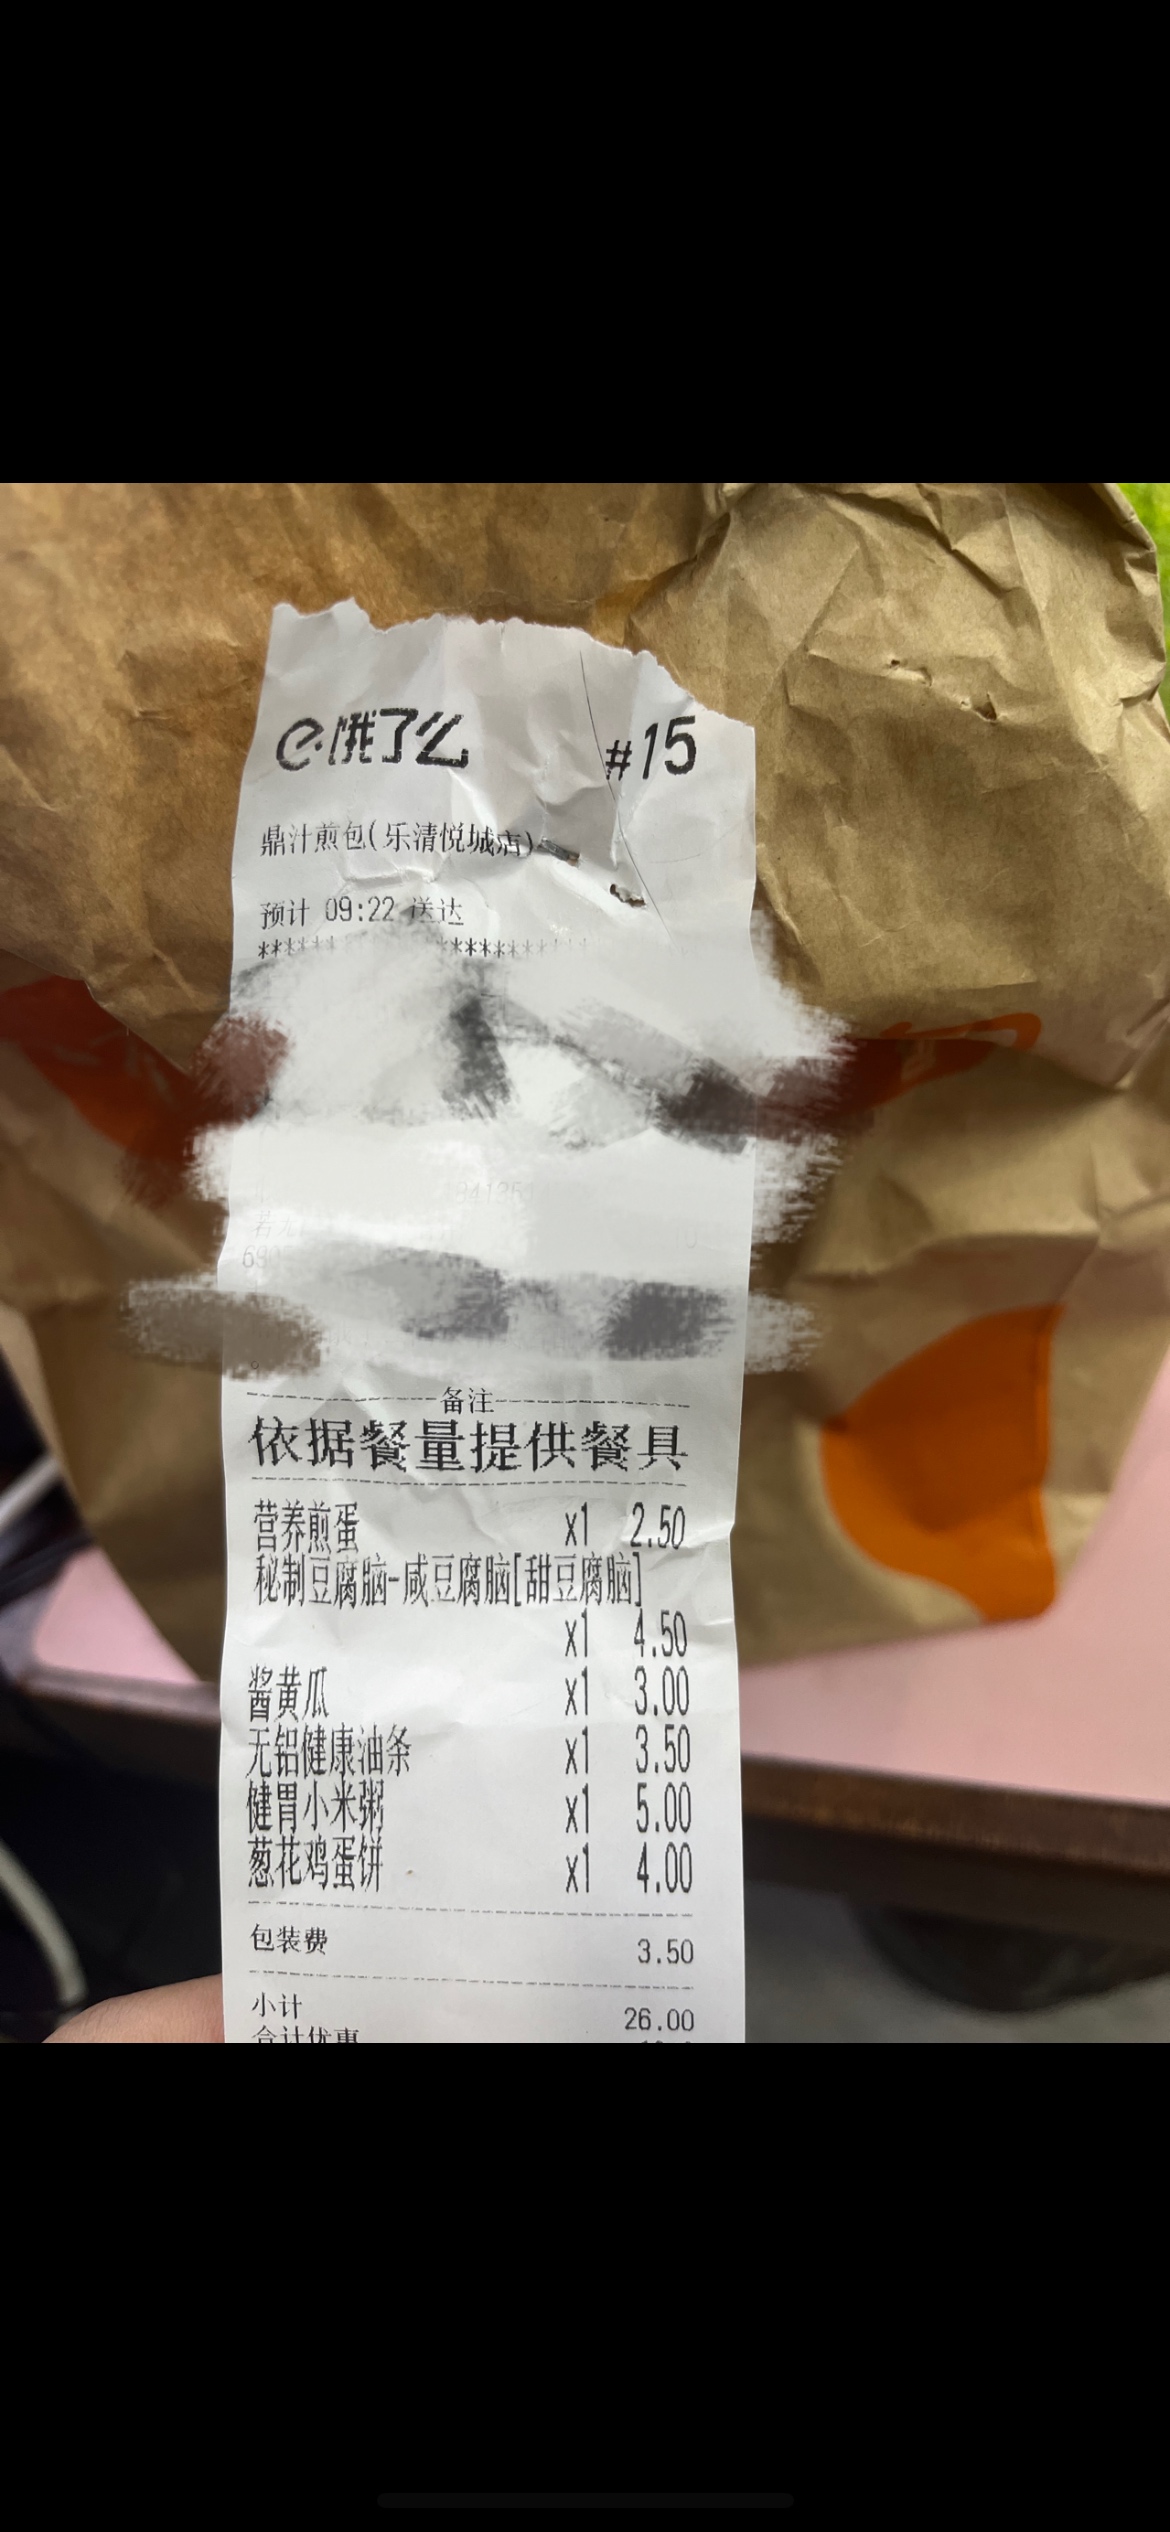 饿了么 #15
鼎汁煎包(乐清悦城店)
预计 09:22 送达
备注
依据餐量提供餐具
营养煎蛋 x1 2.50
秘制豆腐脑-咸豆腐脑[甜豆腐脑]
x1 4.50
酱黄瓜 x1 3.00
无铝健康油条 x1 3.50
健胃小米粥 x1 5.00
葱花鸡蛋饼 x1 4.00
包装费 3.50
小计 26.00
合计优惠